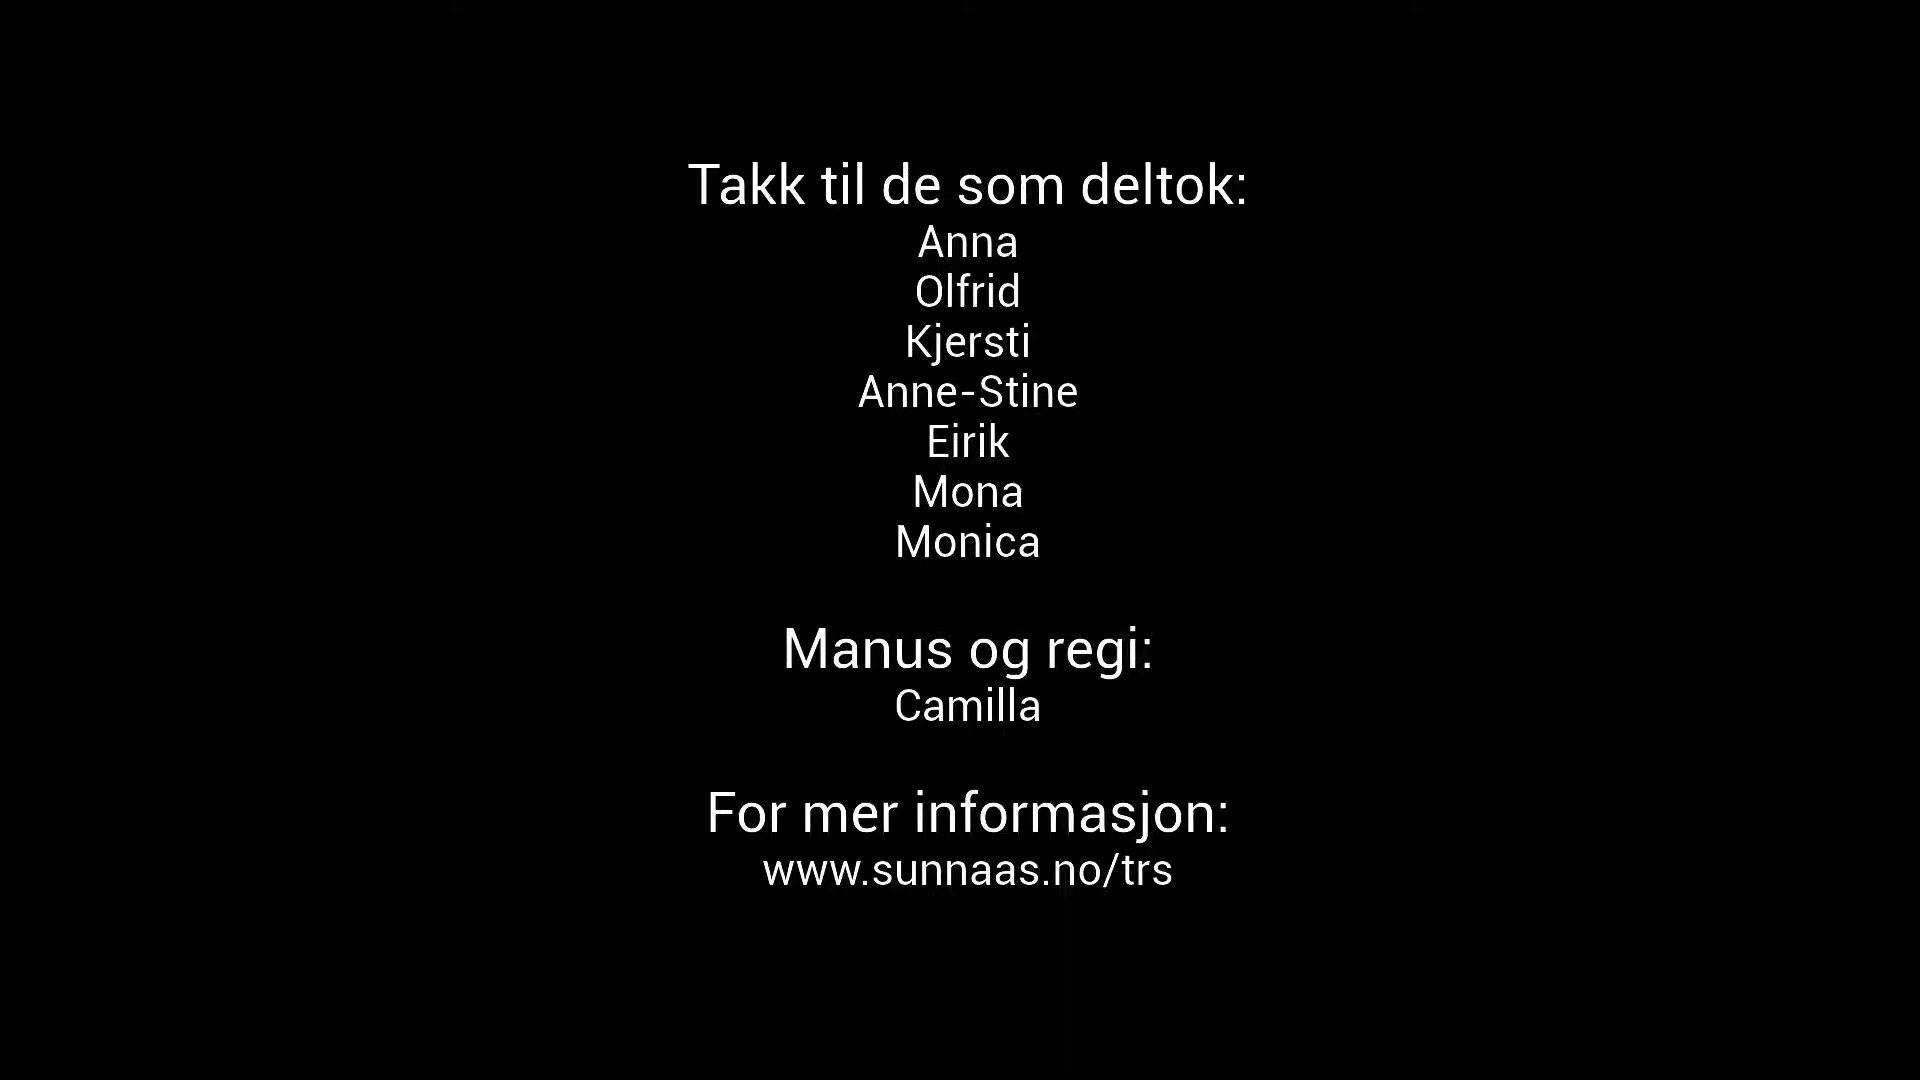 Takk til de som deltok:
Anna
Olfrid
Kjersti
Anne-Stine
Eirik
Mona
Monica
Manus og regi:
Camilla
For mer informasjon:
www.sunnaas.no/trs